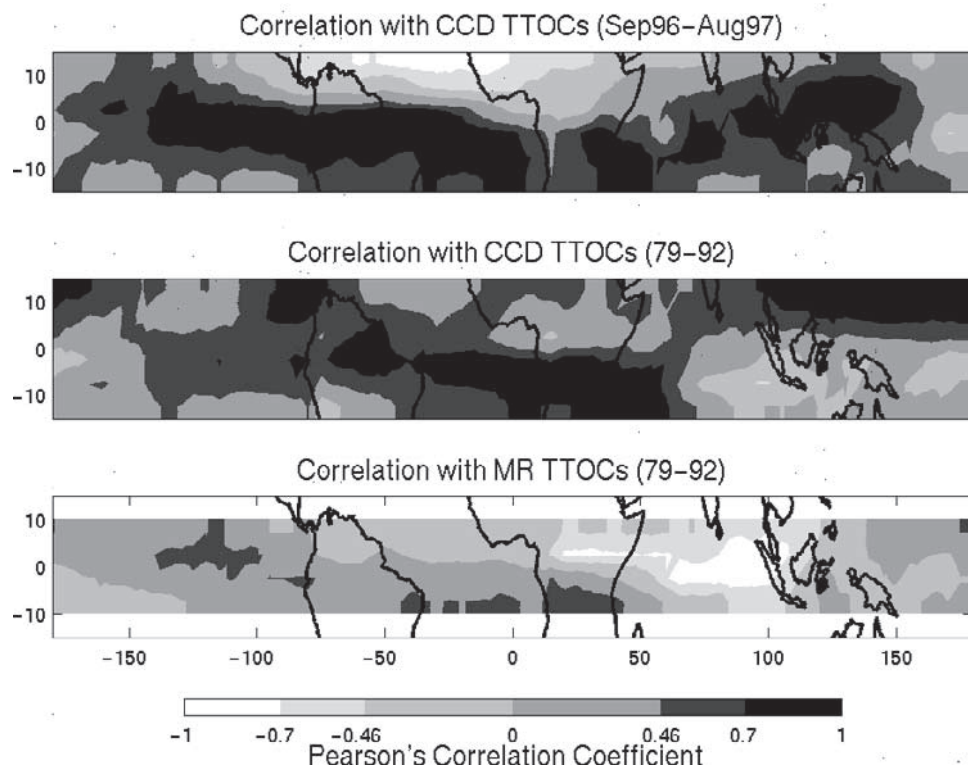 Correlation with CCD TTOCs (Sep96−Aug97)
10
0
−10
Correlation with CCD TTOCs (79−92)
10
0
−10
Correlation with MR TTOCs (79−92)
10
0
−10
−150 −100 −50 0 50 100 150
−1 −0.7 −0.46 0 0.46 0.7 1
Pearson's Correlation Coefficient